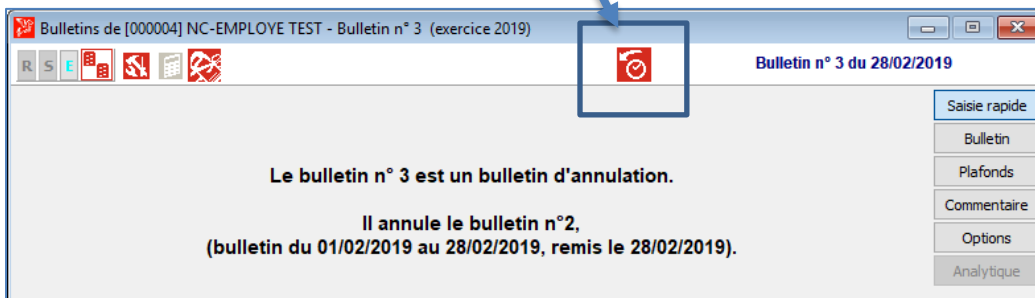 Bulletins de [000004] NC-EMPLOYE TEST - Bulletin n° 3 (exercice 2019)
R S E
Bulletin n° 3 du 28/02/2019
Saisie rapide
Bulletin
Plafonds
Commentaire
Options
Analytique
Le bulletin n° 3 est un bulletin d'annulation.
Il annule le bulletin n°2,
(bulletin du 01/02/2019 au 28/02/2019, remis le 28/02/2019).